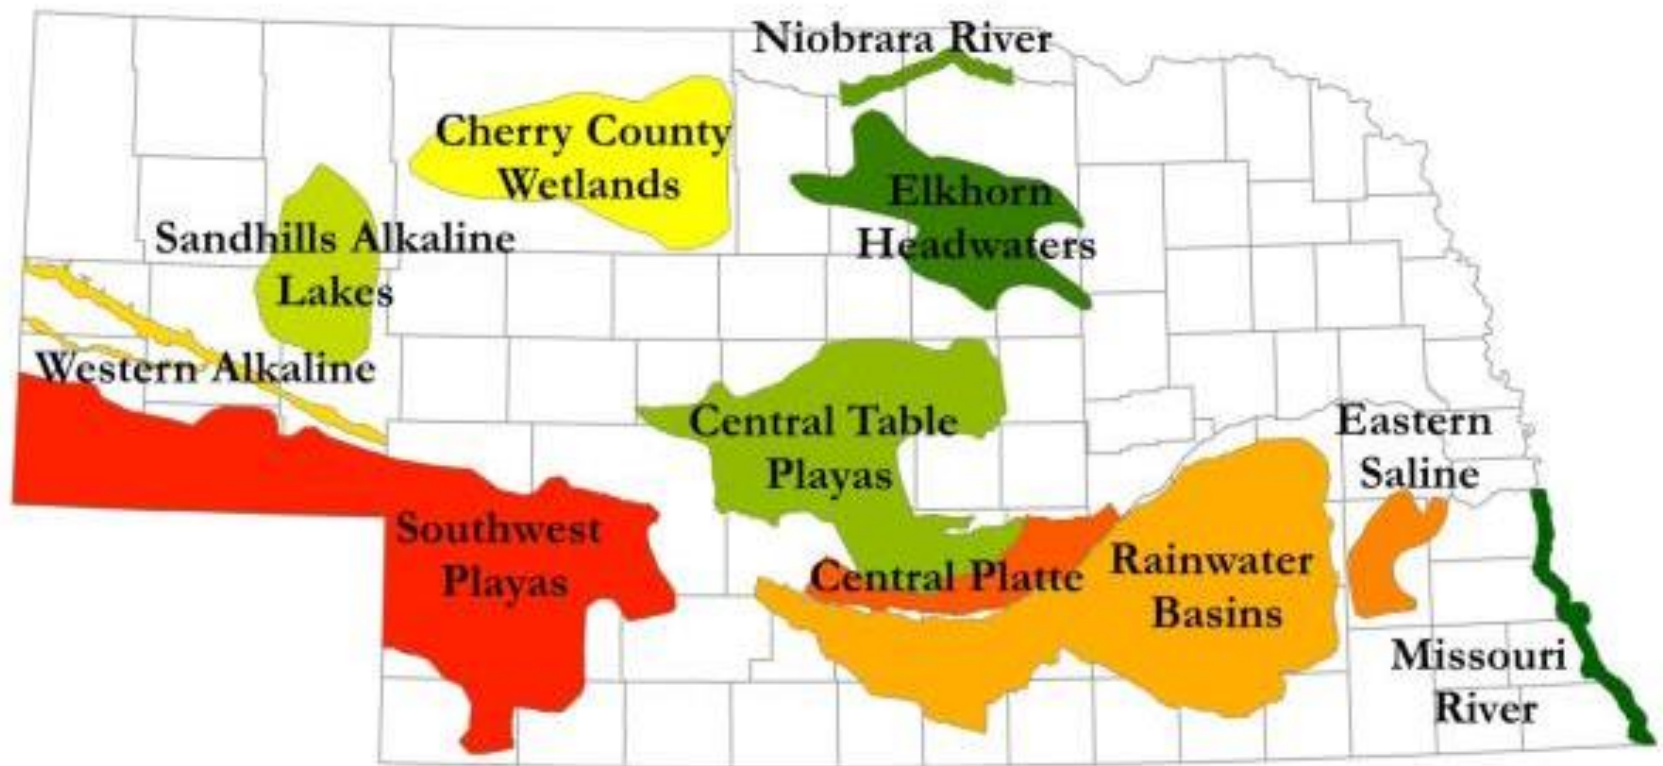 Niobrara River
Cherry County
Wetlands
Elkhorn
Headwaters
Sandhills Alkaline
Lakes
Western Alkaline
Central Table
Playas
Eastern
Saline
Southwest
Playas
Central Platte
Rainwater
Basins
Missouri
River